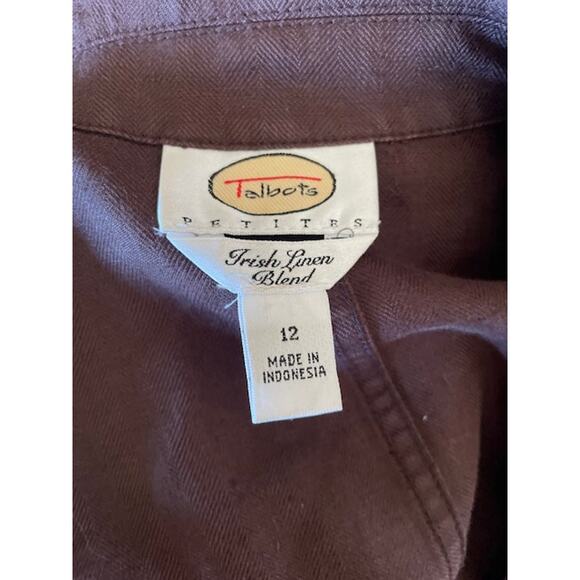 Talbots
PETITES
Irish Linen
Blend
12
MADE IN
INDONESIA